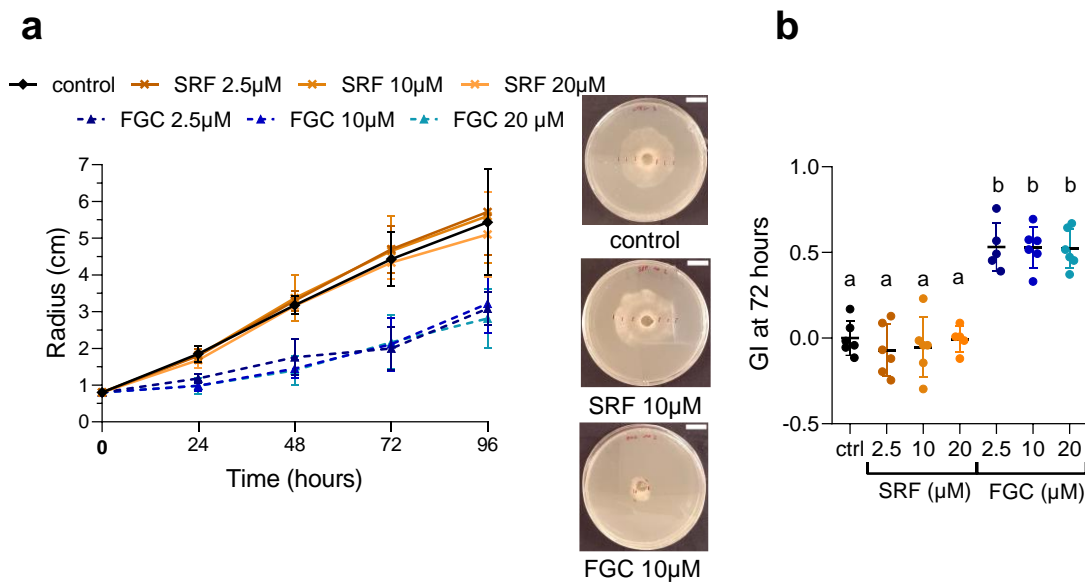 a
control SRF 2.5µM SRF 10µM SRF 20µM
FGC 2.5µM FGC 10µM FGC 20 µM
Radius (cm)
7
6
5
4
3
2
1
0
0 24 48 72 96
Time (hours)
control
SRF 10µM
FGC 10µM
b
GI at 72 hours
1.0
0.5
0.0
-0.5
a a a a b b b
ctrl 2.5 10 20 2.5 10 20
SRF (µM) FGC (µM)